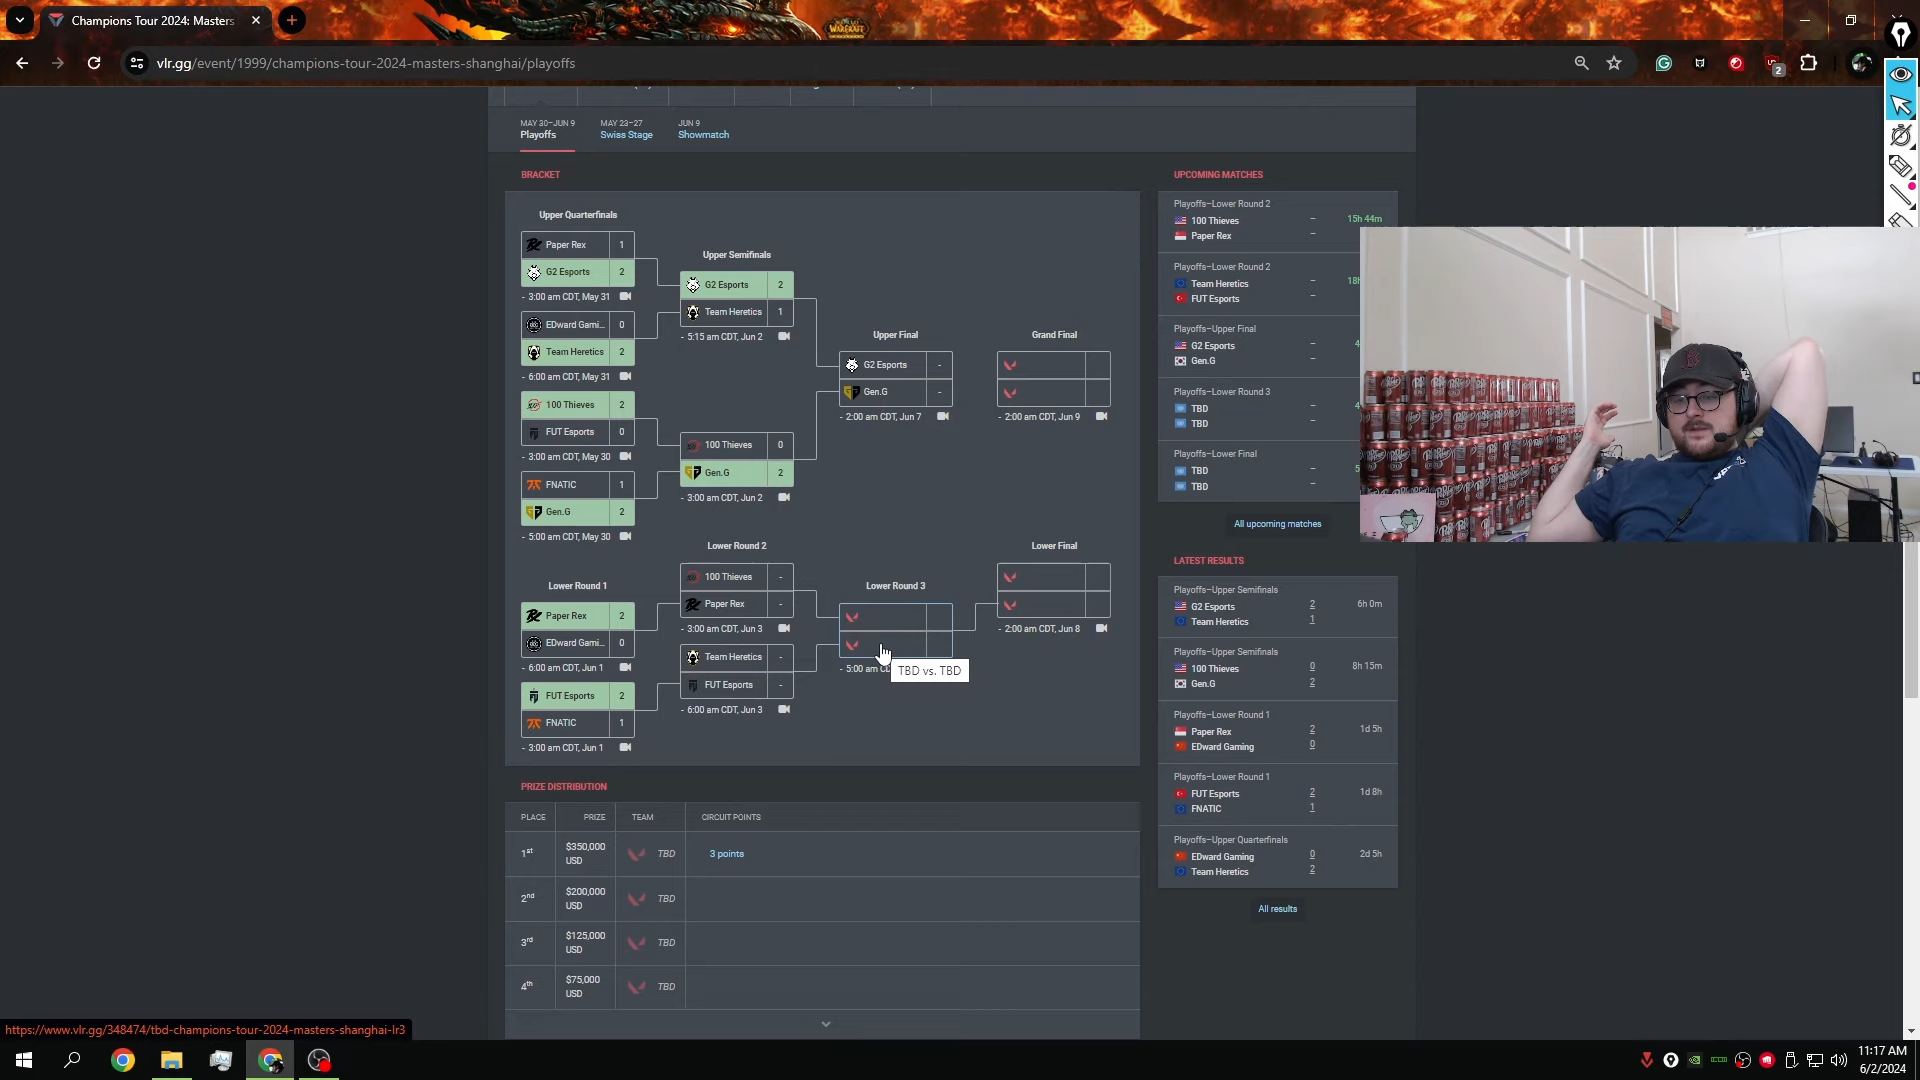 Champions Tour 2024: Masters
vlr.gg/event/1999/champions-tour-2024-masters-shanghai/playoffs
2
MAY 30–JUN 9
Playoffs
MAY 23–27
Swiss Stage
JUN 9
Showmatch
BRACKET
Upper Quarterfinals
Paper Rex 1
G2 Esports 2
- 3:00 am CDT, May 31
EDward Gami... 0
Team Heretics 2
- 6:00 am CDT, May 31
100 Thieves 2
FUT Esports 0
- 3:00 am CDT, May 30
FNATIC 1
Gen.G 2
- 5:00 am CDT, May 30
Upper Semifinals
G2 Esports 2
Team Heretics 1
- 5:15 am CDT, Jun 2
100 Thieves 0
Gen.G 2
- 3:00 am CDT, Jun 2
Upper Final
G2 Esports -
Gen.G -
- 2:00 am CDT, Jun 7
Grand Final
- 2:00 am CDT, Jun 9
Lower Round 1
Paper Rex 2
EDward Gami... 0
- 6:00 am CDT, Jun 1
FUT Esports 2
FNATIC 1
- 3:00 am CDT, Jun 1
Lower Round 2
100 Thieves -
Paper Rex -
- 3:00 am CDT, Jun 3
Team Heretics -
FUT Esports -
- 6:00 am CDT, Jun 3
Lower Round 3
- 5:00 am
TBD vs. TBD
Lower Final
- 2:00 am CDT, Jun 8
PRIZE DISTRIBUTION
PLACE PRIZE TEAM CIRCUIT POINTS
1st $350,000 USD TBD 3 points
2nd $200,000 USD TBD
3rd $125,000 USD TBD
4th $75,000 USD TBD
UPCOMING MATCHES
Playoffs–Lower Round 2
100 Thieves – 15h 44m
Paper Rex –
Playoffs–Lower Round 2
Team Heretics – 18h
FUT Esports –
Playoffs–Upper Final
G2 Esports – 4
Gen.G –
Playoffs–Lower Round 3
TBD –
TBD –
Playoffs–Lower Final
TBD – 5
TBD –
All upcoming matches
LATEST RESULTS
Playoffs–Upper Semifinals
G2 Esports 2 6h 0m
Team Heretics 1
Playoffs–Upper Semifinals
100 Thieves 0 8h 15m
Gen.G 2
Playoffs–Lower Round 1
Paper Rex 2 1d 5h
EDward Gaming 0
Playoffs–Lower Round 1
FUT Esports 2 1d 8h
FNATIC 1
Playoffs–Upper Quarterfinals
EDward Gaming 0 2d 5h
Team Heretics 2
All results
https://www.vlr.gg/348474/tbd-champions-tour-2024-masters-shanghai-lr3
11:17 AM
6/2/2024